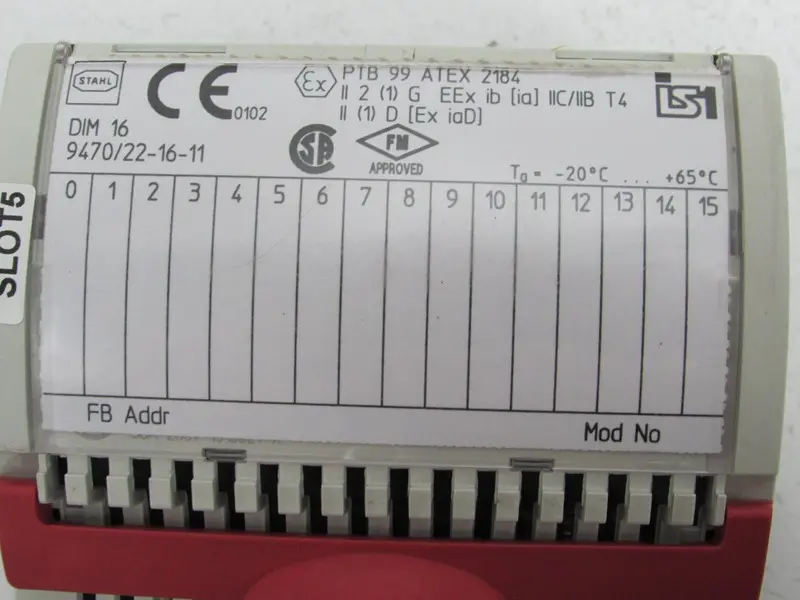 STAHL
CE 0102
Ex
PTB 99 ATEX 2184
II 2 (1) G EEx ib [ia] IIC/IIB T4
II (1) D [Ex iaD]
IS1
DIM 16
9470/22-16-11
SA
FM
APPROVED
Ta = -20°C ... +65°C
0 1 2 3 4 5 6 7 8 9 10 11 12 13 14 15
SLOT5
FB Addr
Mod No